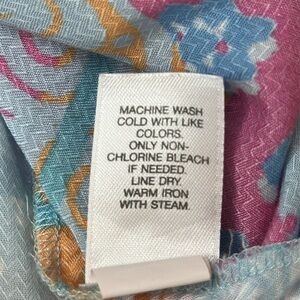 MACHINE WASH
COLD WITH LIKE
COLORS.
ONLY NON-
CHLORINE BLEACH
IF NEEDED.
LINE DRY.
WARM IRON
WITH STEAM.